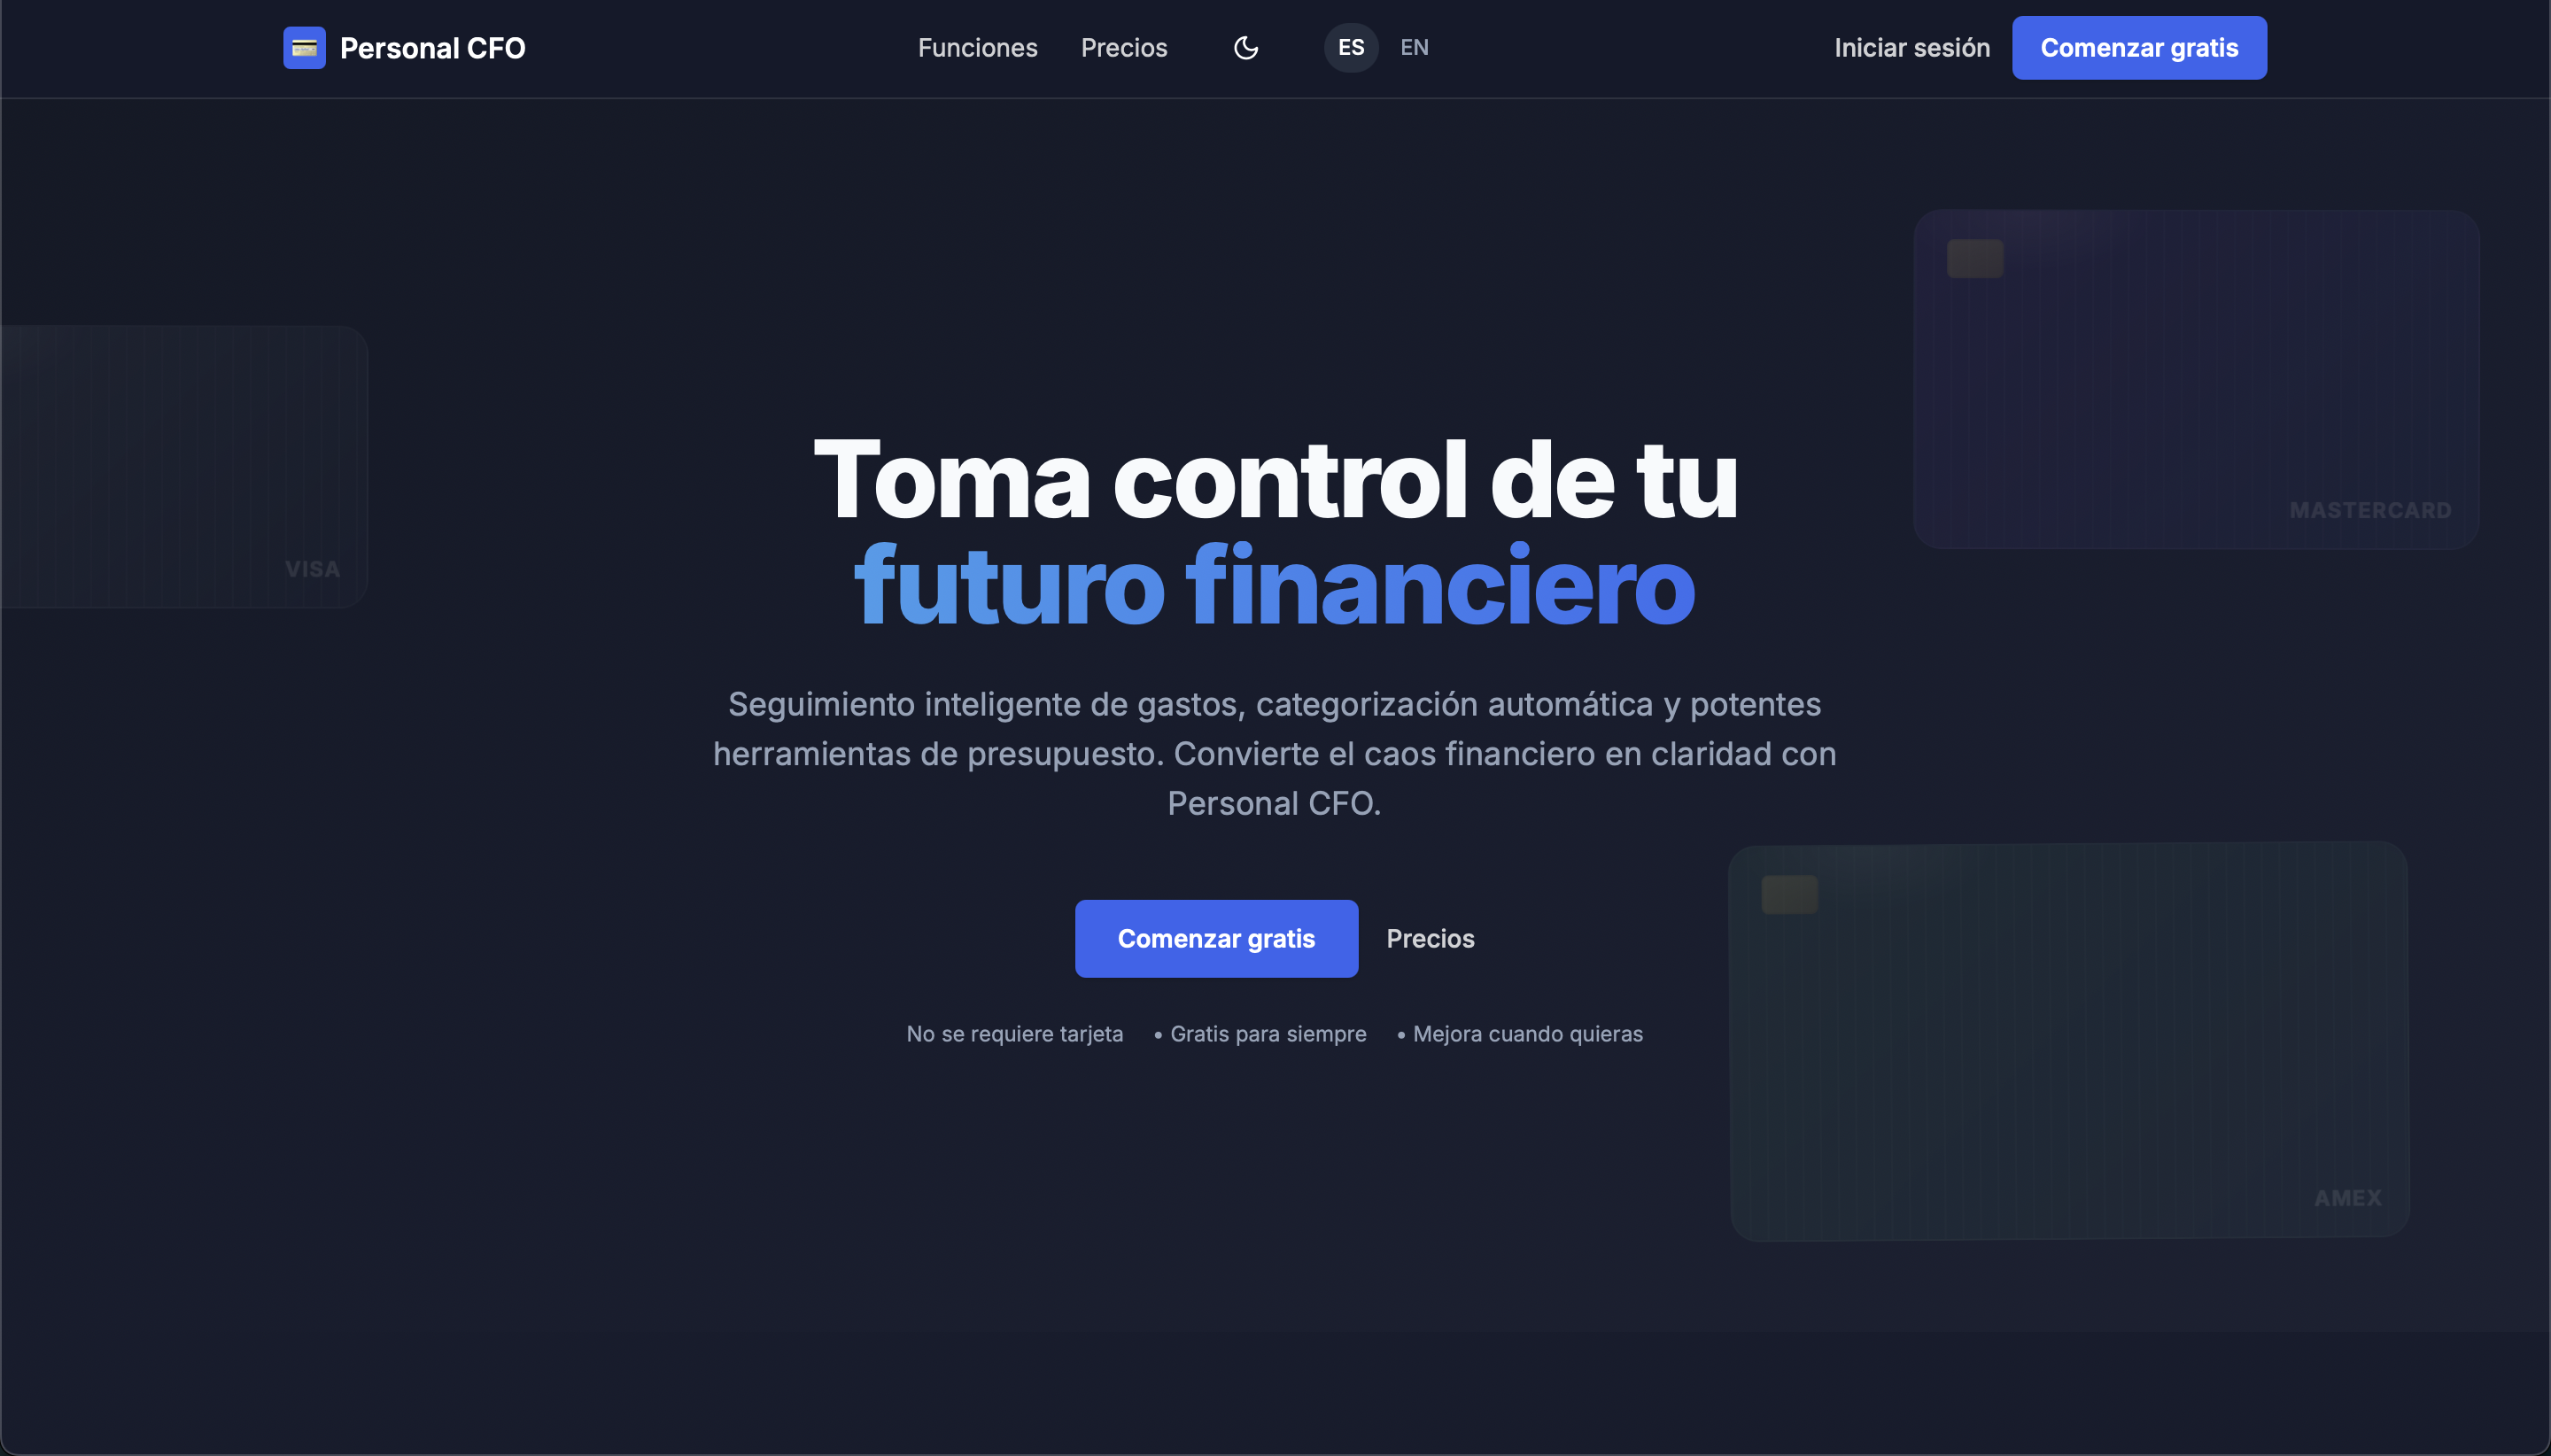 Personal CFO
Funciones
Precios
ES
EN
Iniciar sesión
Comenzar gratis
MASTERCARD
VISA
Toma control de tu
futuro financiero
Seguimiento inteligente de gastos, categorización automática y potentes
herramientas de presupuesto. Convierte el caos financiero en claridad con
Personal CFO.
Comenzar gratis
Precios
No se requiere tarjeta • Gratis para siempre • Mejora cuando quieras
AMEX